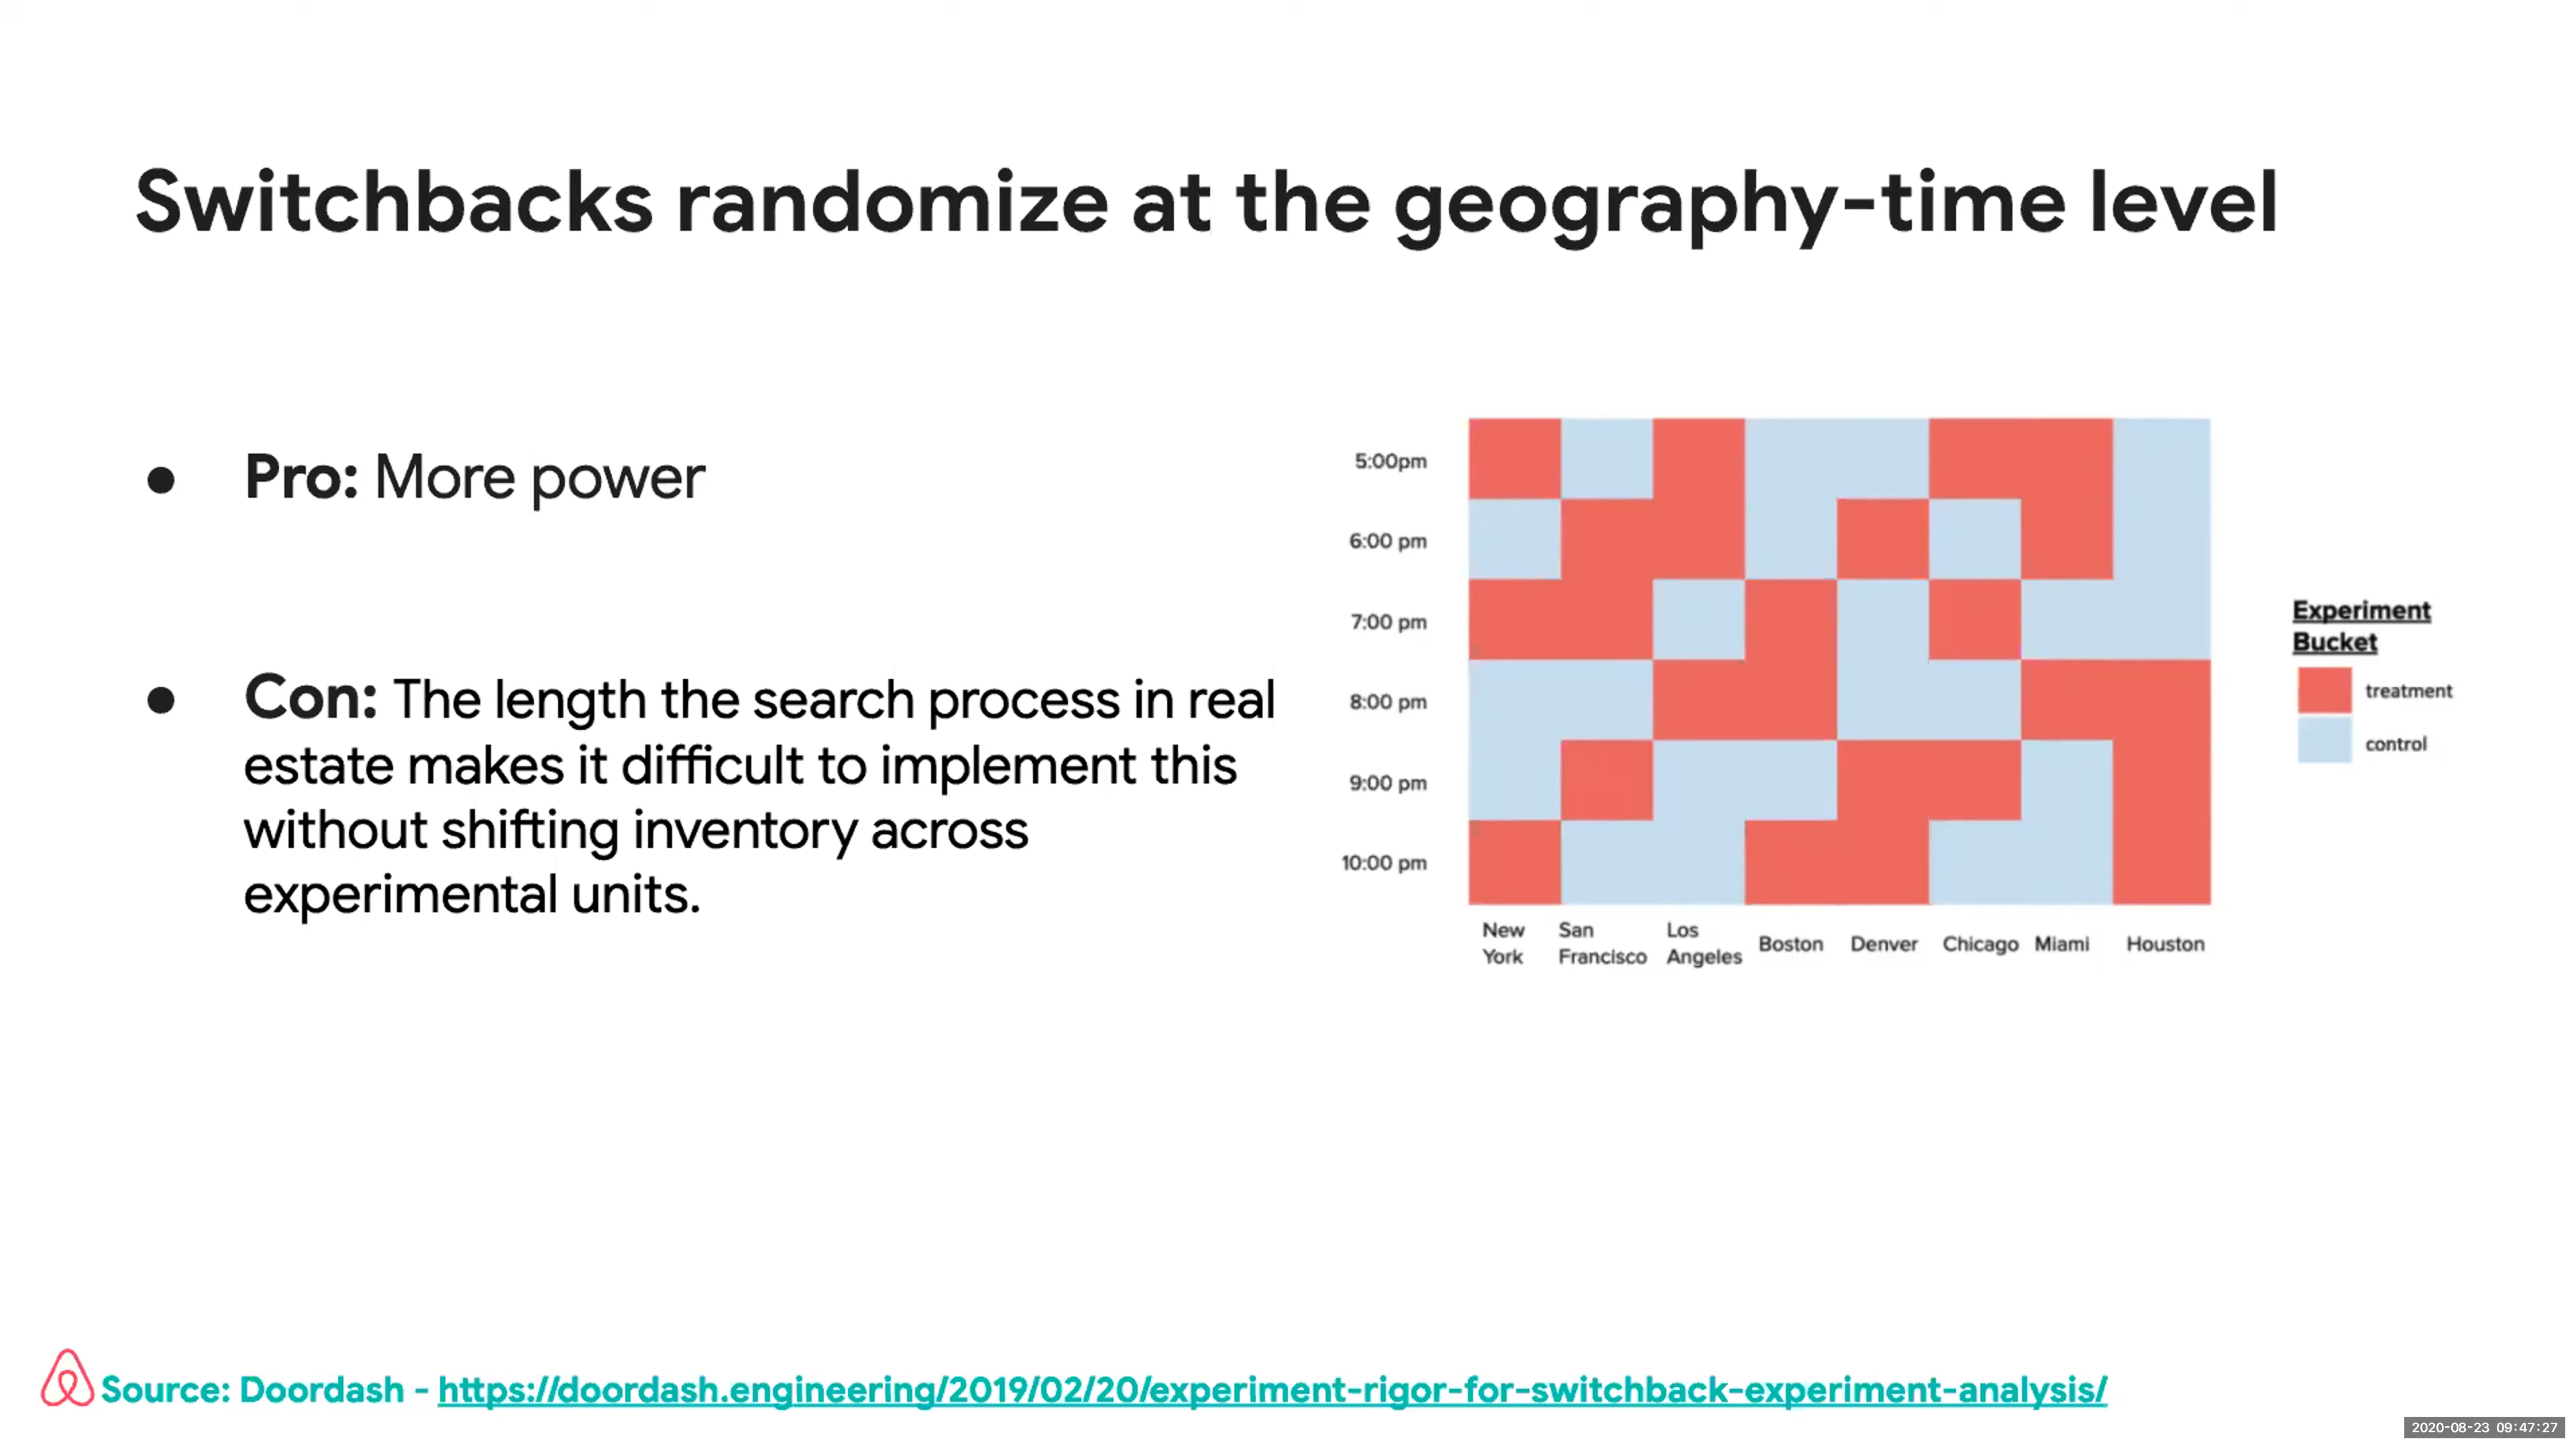 Switchbacks randomize at the geography-time level
● Pro: More power
● Con: The length the search process in real
estate makes it difficult to implement this
without shifting inventory across
experimental units.
5:00pm
6:00 pm
7:00 pm
8:00 pm
9:00 pm
10:00 pm
New York
San Francisco
Los Angeles
Boston
Denver
Chicago
Miami
Houston
Experiment
Bucket
treatment
control
Source: Doordash - https://doordash.engineering/2019/02/20/experiment-rigor-for-switchback-experiment-analysis/
2020-08-23 09:47:27